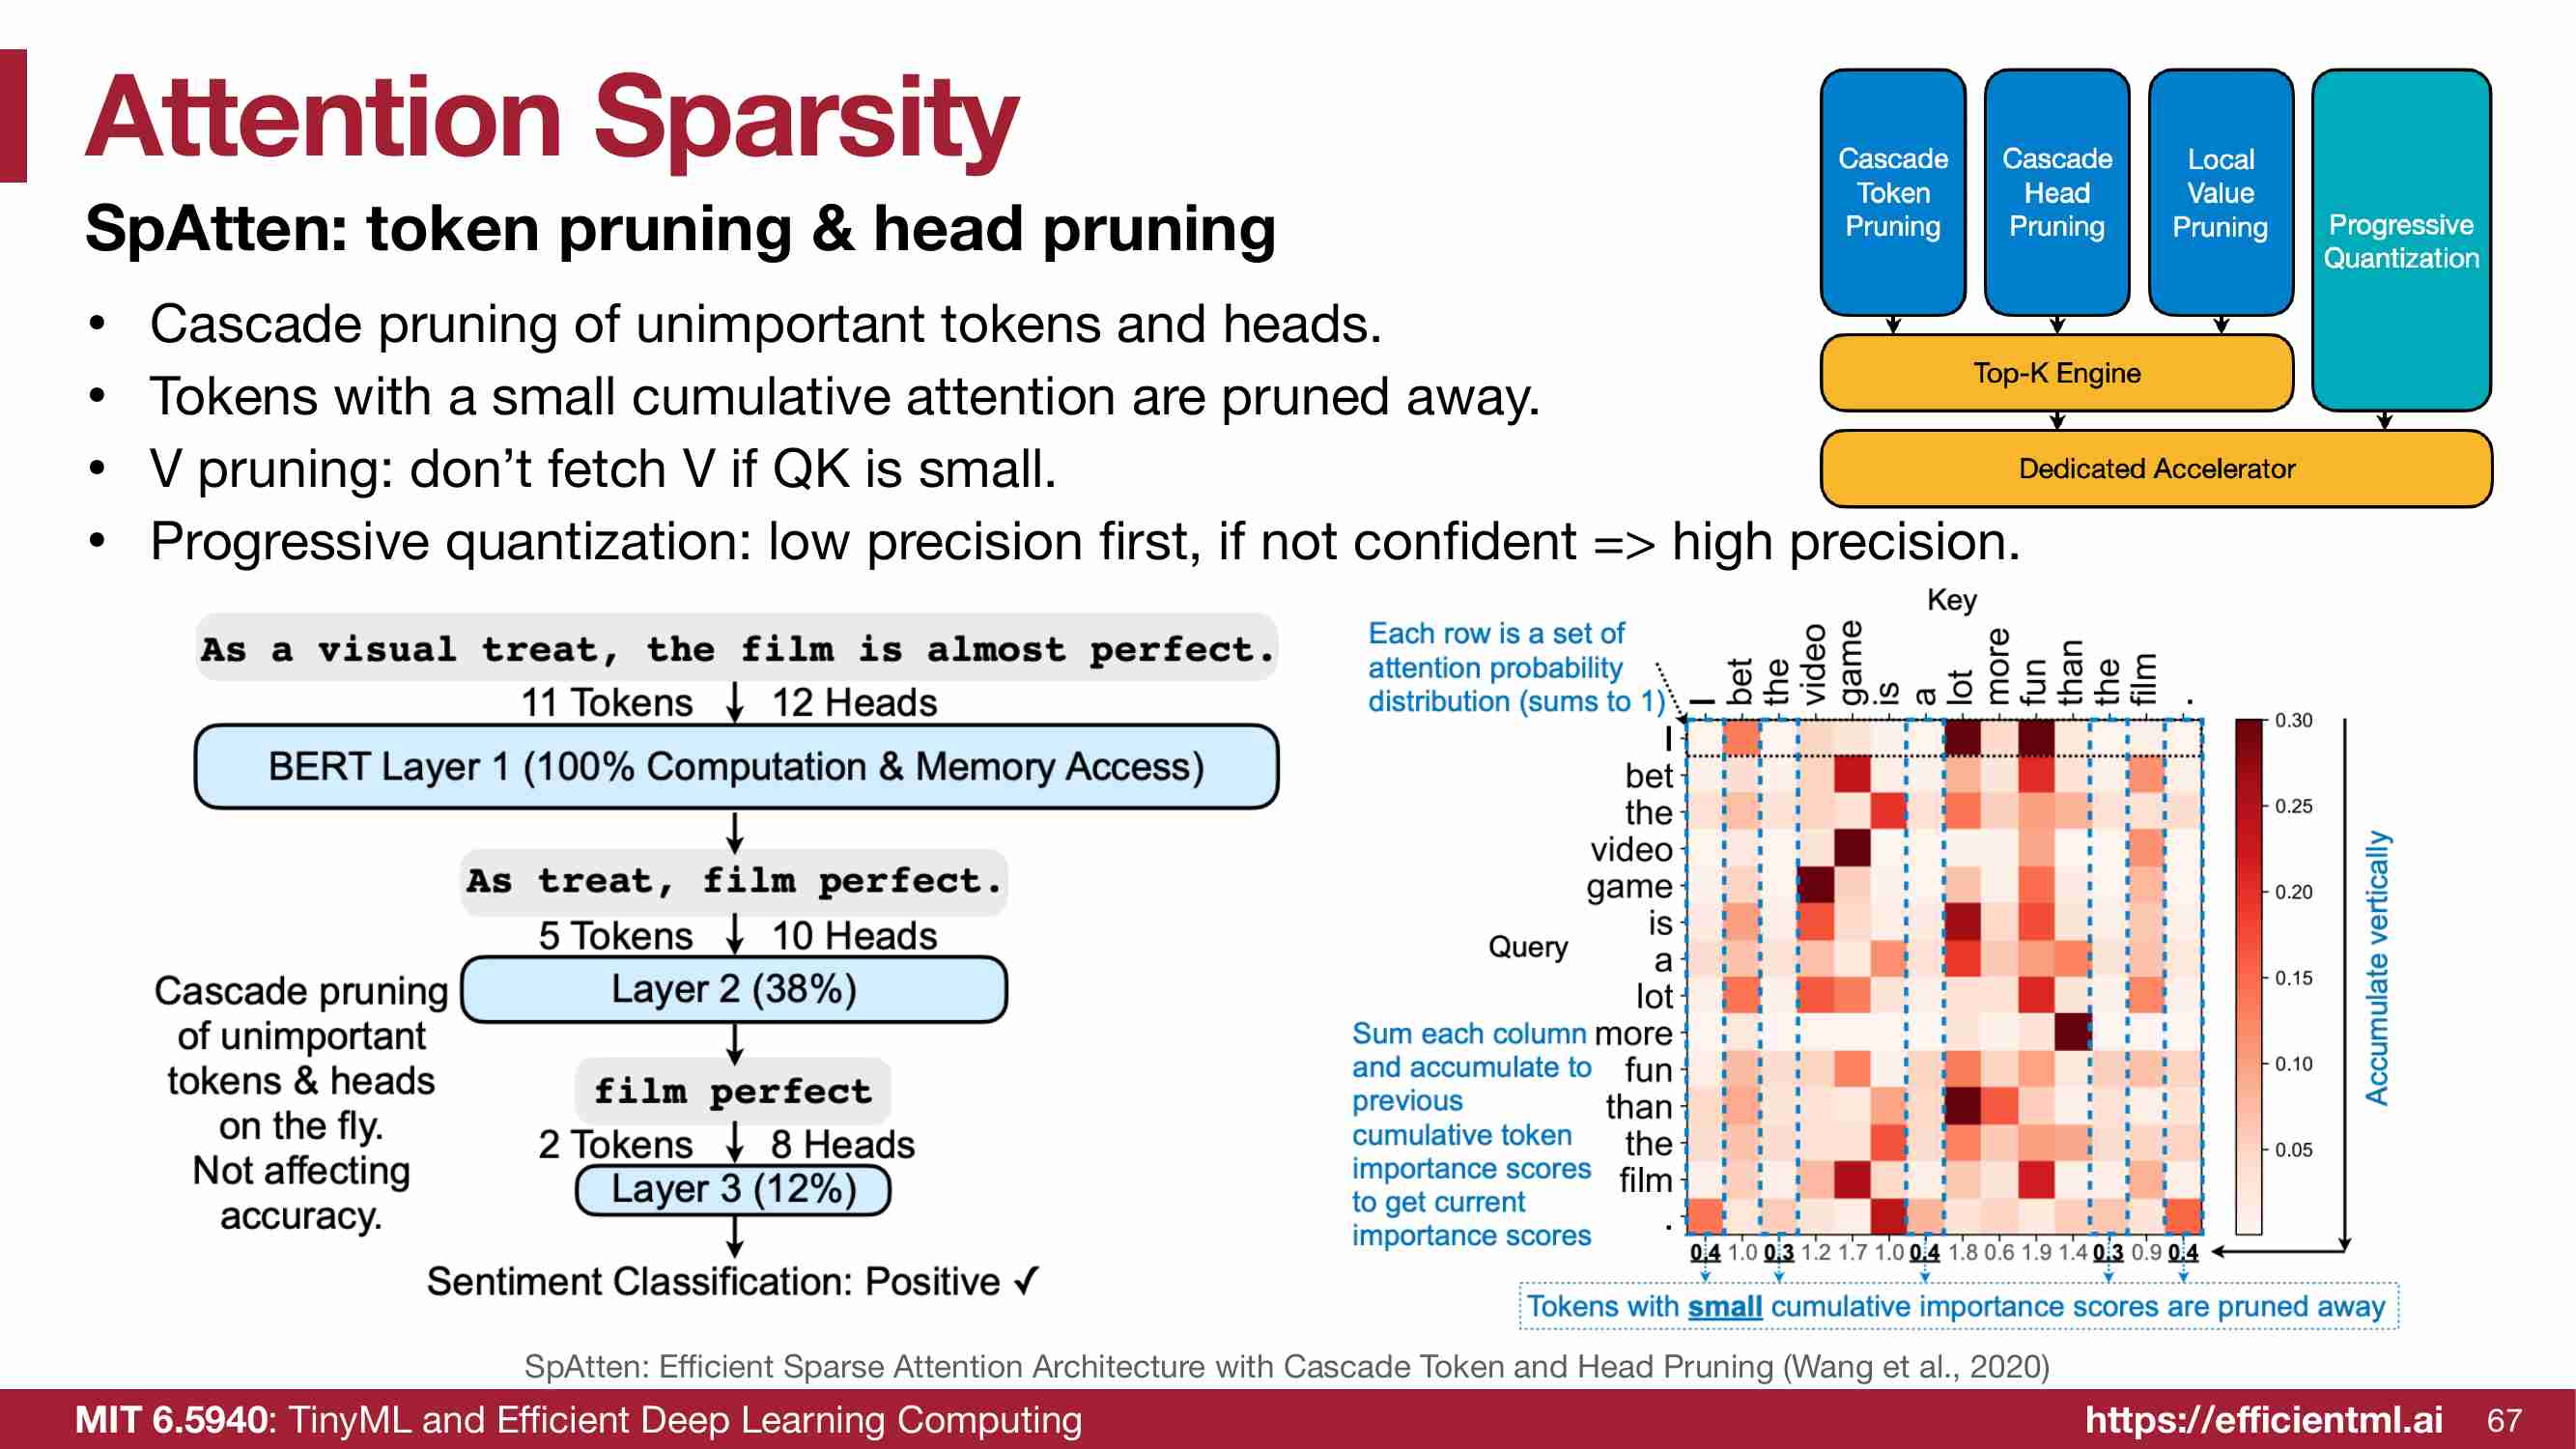 Attention Sparsity
SpAtten: token pruning & head pruning
• Cascade pruning of unimportant tokens and heads.
• Tokens with a small cumulative attention are pruned away.
• V pruning: don’t fetch V if QK is small.
• Progressive quantization: low precision first, if not confident => high precision.
Cascade
Token
Pruning
Cascade
Head
Pruning
Local
Value
Pruning
Progressive
Quantization
Top-K Engine
Dedicated Accelerator
As a visual treat, the film is almost perfect.
11 Tokens
12 Heads
BERT Layer 1 (100% Computation & Memory Access)
As treat, film perfect.
5 Tokens
10 Heads
Layer 2 (38%)
film perfect
2 Tokens
8 Heads
Layer 3 (12%)
Sentiment Classification: Positive ✓
Cascade pruning
of unimportant
tokens & heads
on the fly.
Not affecting
accuracy.
Each row is a set of
attention probability
distribution (sums to 1)
Key
I bet the video game is a lot more fun than the film .
Query
I
bet
the
video
game
is
a
lot
more
fun
than
the
film
.
Sum each column
and accumulate to
previous
cumulative token
importance scores
to get current
importance scores
0.4 1.0 0.3 1.2 1.7 1.0 0.4 1.8 0.6 1.9 1.4 0.3 0.9 0.4
0.30
0.25
0.20
0.15
0.10
0.05
Accumulate vertically
Tokens with small cumulative importance scores are pruned away
SpAtten: Efficient Sparse Attention Architecture with Cascade Token and Head Pruning (Wang et al., 2020)
MIT 6.5940: TinyML and Efficient Deep Learning Computing
https://efficientml.ai
67